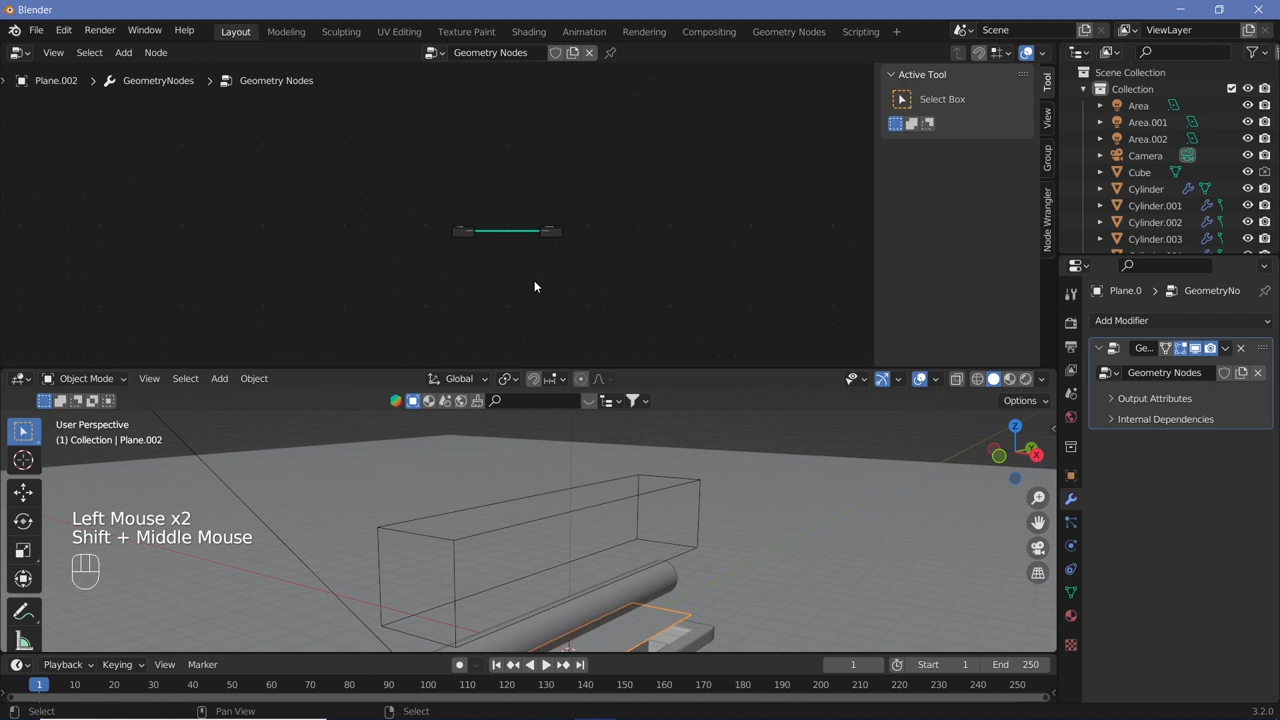 Blender
File Edit Render Window Help Layout Modeling Sculpting UV Editing Texture Paint Shading Animation Rendering Compositing Geometry Nodes Scripting + Scene ViewLayer
View Select Add Node Geometry Nodes
Plane.002 > GeometryNodes > Geometry Nodes
Active Tool
Select Box
Tool
View
Group
Node Wrangler
Scene Collection
Collection
Area
Area.001
Area.002
Camera
Cube
Cylinder
Cylinder.001
Cylinder.002
Cylinder.003
Plane.0 > GeometryNo
Add Modifier
Ge...
Geometry Nodes
Output Attributes
Internal Dependencies
Object Mode View Select Add Object Global
Options
User Perspective
(1) Collection | Plane.002
Z
Y
X
Left Mouse x2
Shift + Middle Mouse
Playback Keying View Marker 1 Start 1 End 250
1 10 20 30 40 50 60 70 80 90 100 110 120 130 140 150 160 170 180 190 200 210 220 230 240 250
Select Pan View Select 3.2.0